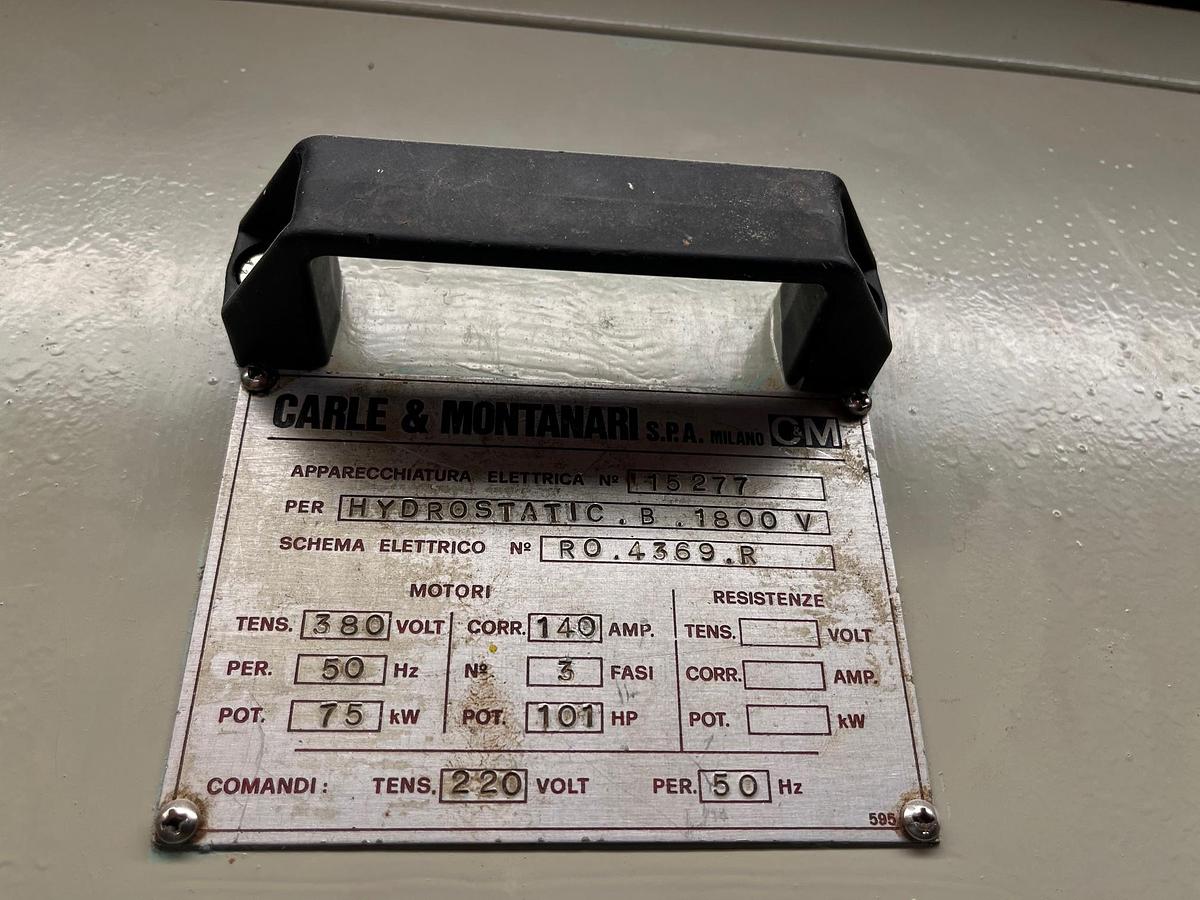 CARLE & MONTANARI S.P.A. MILANO C&M
APPARECCHIATURA ELETTRICA Nº 15277
PER HYDROSTATIC.B.1800 V
SCHEMA ELETTRICO Nº RO.4369.R
MOTORI RESISTENZE
TENS. 380 VOLT CORR. 140 AMP. TENS. VOLT
PER. 50 Hz Nº 3 FASI CORR. AMP.
POT. 75 kW POT. 101 HP POT. kW
COMANDI: TENS. 220 VOLT PER. 50 Hz
595